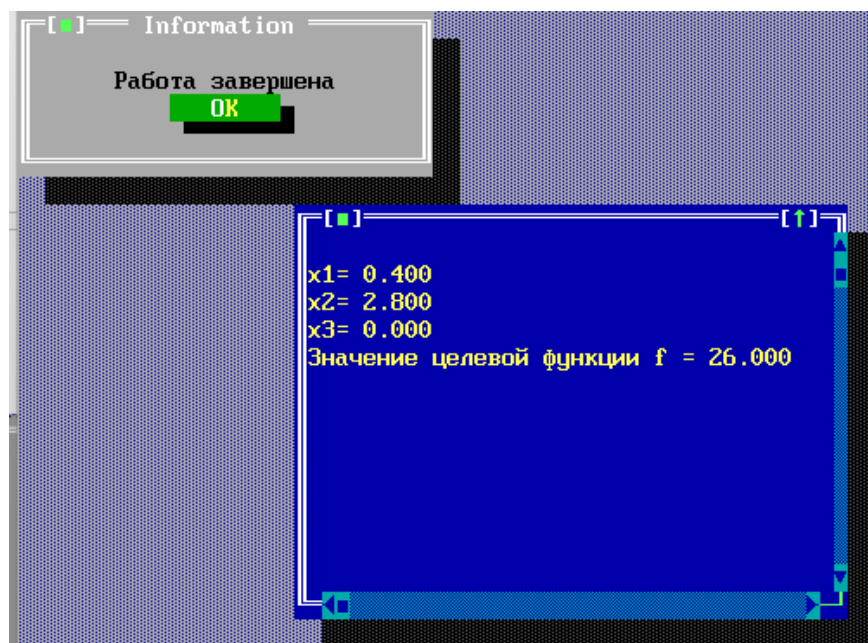 Information
Работа завершена
OK
x1= 0.400
x2= 2.800
x3= 0.000
Значение целевой функции f = 26.000